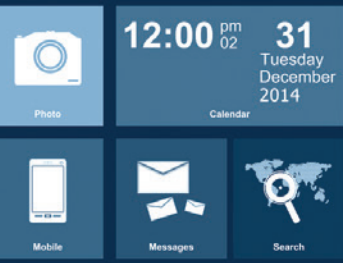 12:00 pm 31
02
Tuesday
December
2014
Photo
Calendar
Mobile
Messages
Search